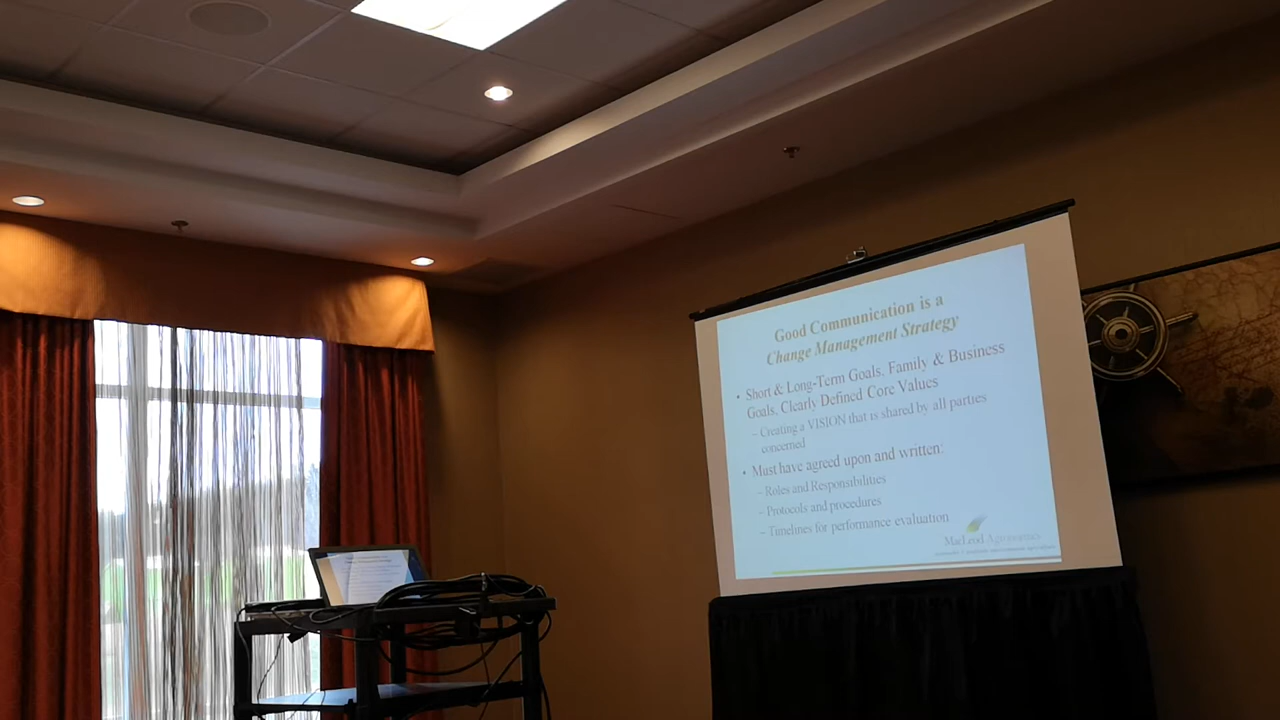 Good Communication is a
Change Management Strategy
• Short & Long-Term Goals, Family & Business
Goals, Clearly Defined Core Values
– Creating a VISION that is shared by all parties
concerned
• Must have agreed upon and written:
– Roles and Responsibilities
– Protocols and procedures
– Timelines for performance evaluation
MacLeod Agronomics